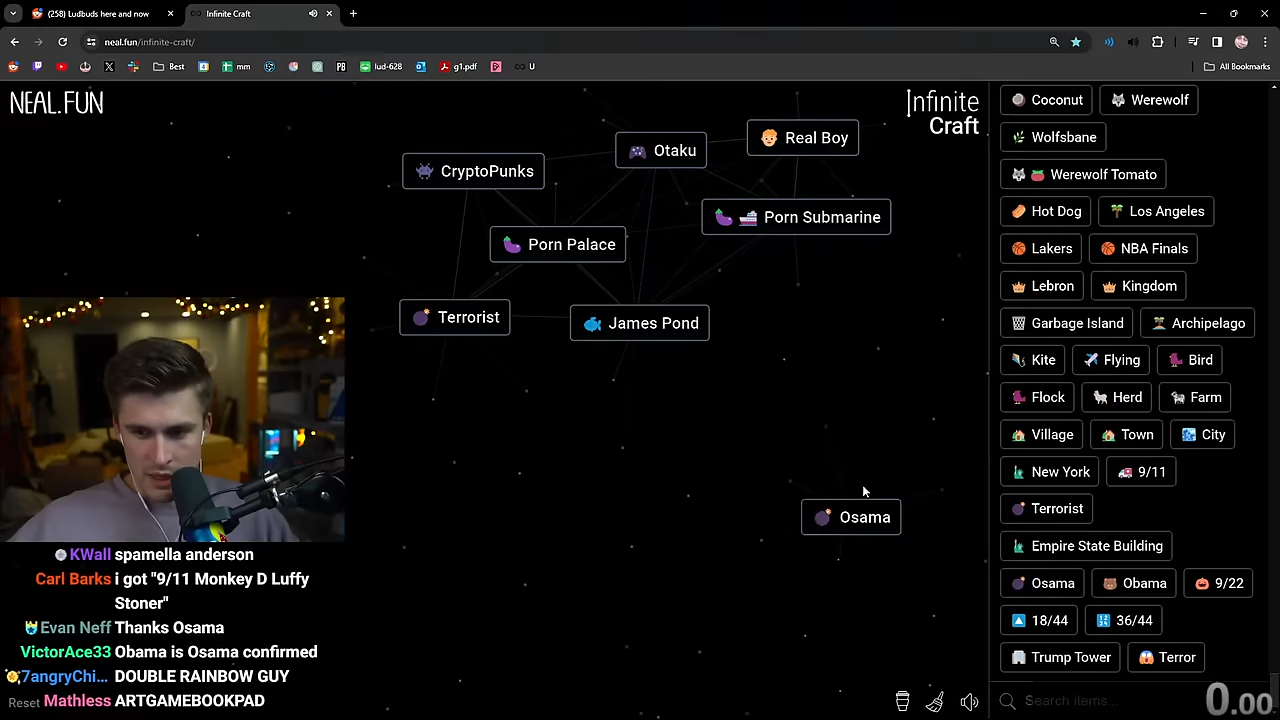 (258) Ludbuds here and now
Infinite Craft
neal.fun/infinite-craft/
Best
mm
lud-628
g1.pdf
U
All Bookmarks
NEAL.FUN
Infinite
Craft
CryptoPunks
Otaku
Real Boy
Porn Palace
Porn Submarine
Terrorist
James Pond
Osama
Coconut Werewolf
Wolfsbane
Werewolf Tomato
Hot Dog Los Angeles
Lakers NBA Finals
Lebron Kingdom
Garbage Island Archipelago
Kite Flying Bird
Flock Herd Farm
Village Town City
New York 9/11
Terrorist
Empire State Building
Osama Obama 9/22
18/44 36/44
Trump Tower Terror
Search items...
0.00
KWall spamella anderson
Carl Barks i got "9/11 Monkey D Luffy
Stoner"
Evan Neff Thanks Osama
VictorAce33 Obama is Osama confirmed
7angryChi... DOUBLE RAINBOW GUY
Reset Mathless ARTGAMEBOOKPAD